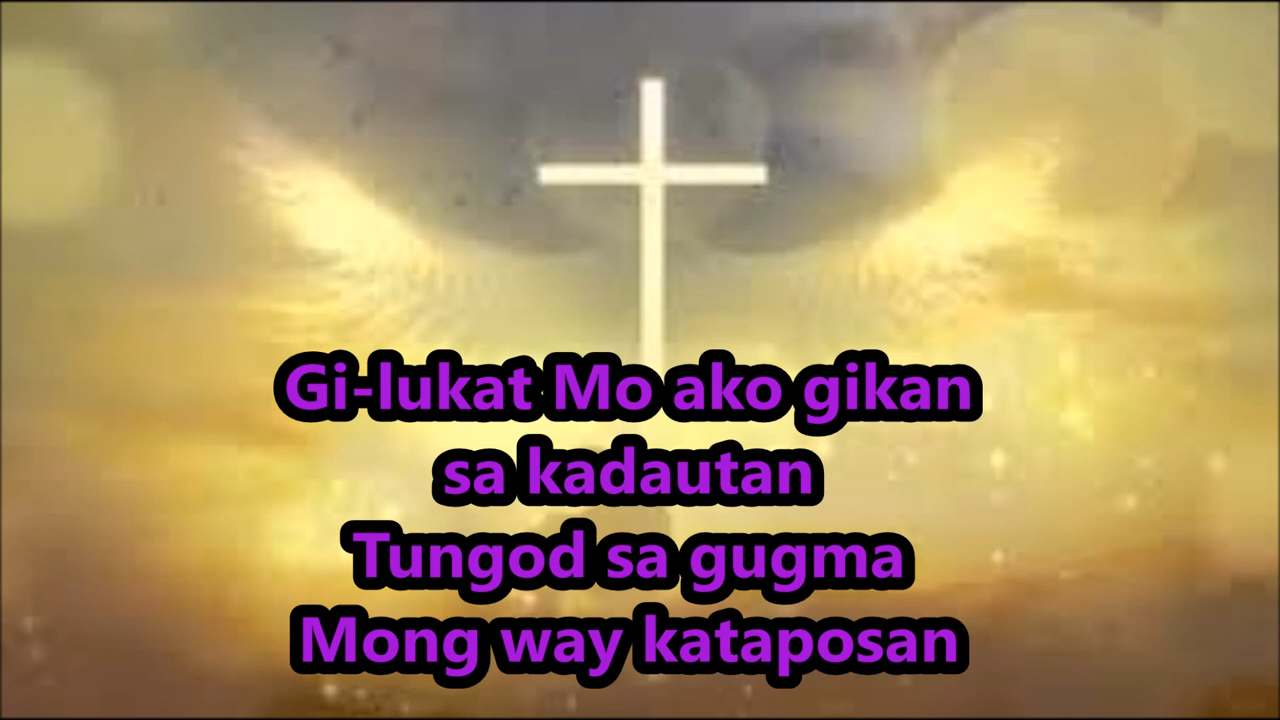 Gi-lukat Mo ako gikan
sa kadautan
Tungod sa gugma
Mong way kataposan